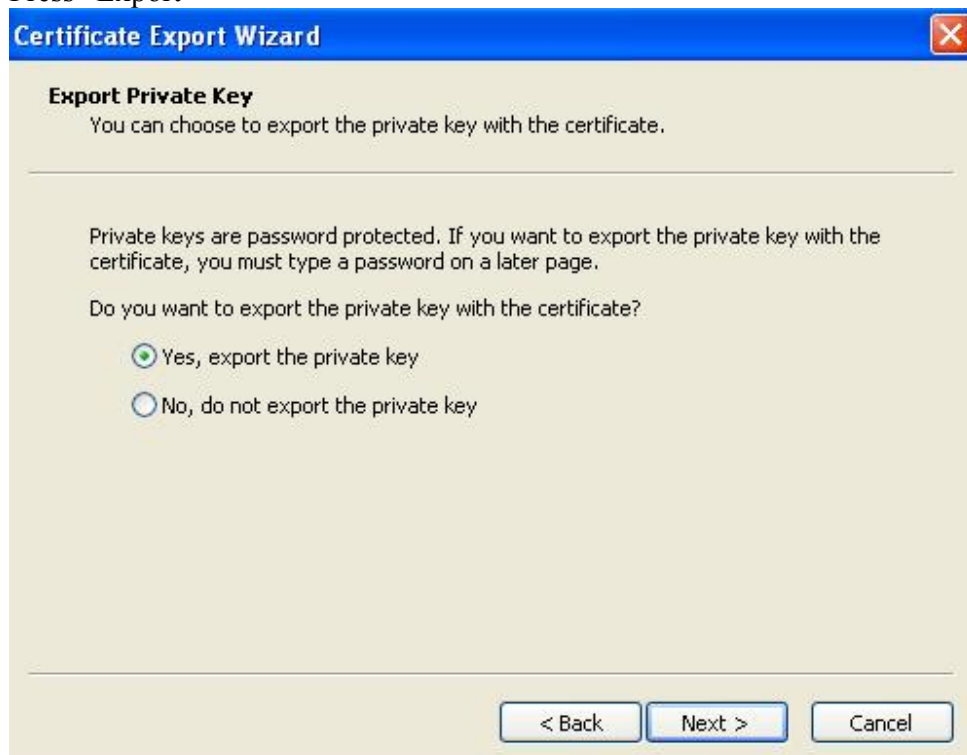 Press "Export"
Certificate Export Wizard
Export Private Key
You can choose to export the private key with the certificate.
Private keys are password protected. If you want to export the private key with the
certificate, you must type a password on a later page.
Do you want to export the private key with the certificate?
Yes, export the private key
No, do not export the private key
< Back Next > Cancel